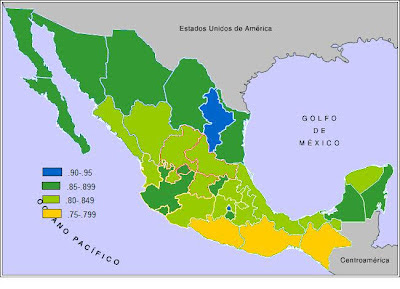 Estados Unidos de América
GOLFO
DE
MÉXICO
.90-.95
.85-.899
.80-849
.75-.799
OCÉANO PACÍFICO
Centroamérica